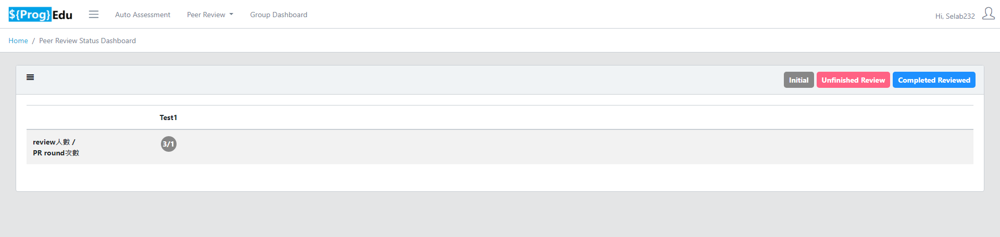 ${Prog}Edu Auto Assessment Peer Review Group Dashboard Hi, Selab232
Home / Peer Review Status Dashboard
Initial Unfinished Review Completed Reviewed
Test1
review人數 / 3/1
PR round次數